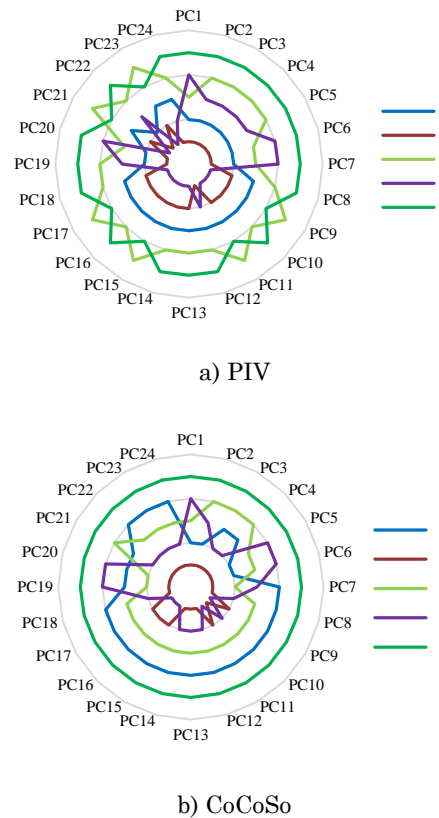 PC1
PC2
PC3
PC4
PC5
PC6
PC7
PC8
PC9
PC10
PC11
PC12
PC13
PC14
PC15
PC16
PC17
PC18
PC19
PC20
PC21
PC22
PC23
PC24
a) PIV
PC1
PC2
PC3
PC4
PC5
PC6
PC7
PC8
PC9
PC10
PC11
PC12
PC13
PC14
PC15
PC16
PC17
PC18
PC19
PC20
PC21
PC22
PC23
PC24
b) CoCoSo